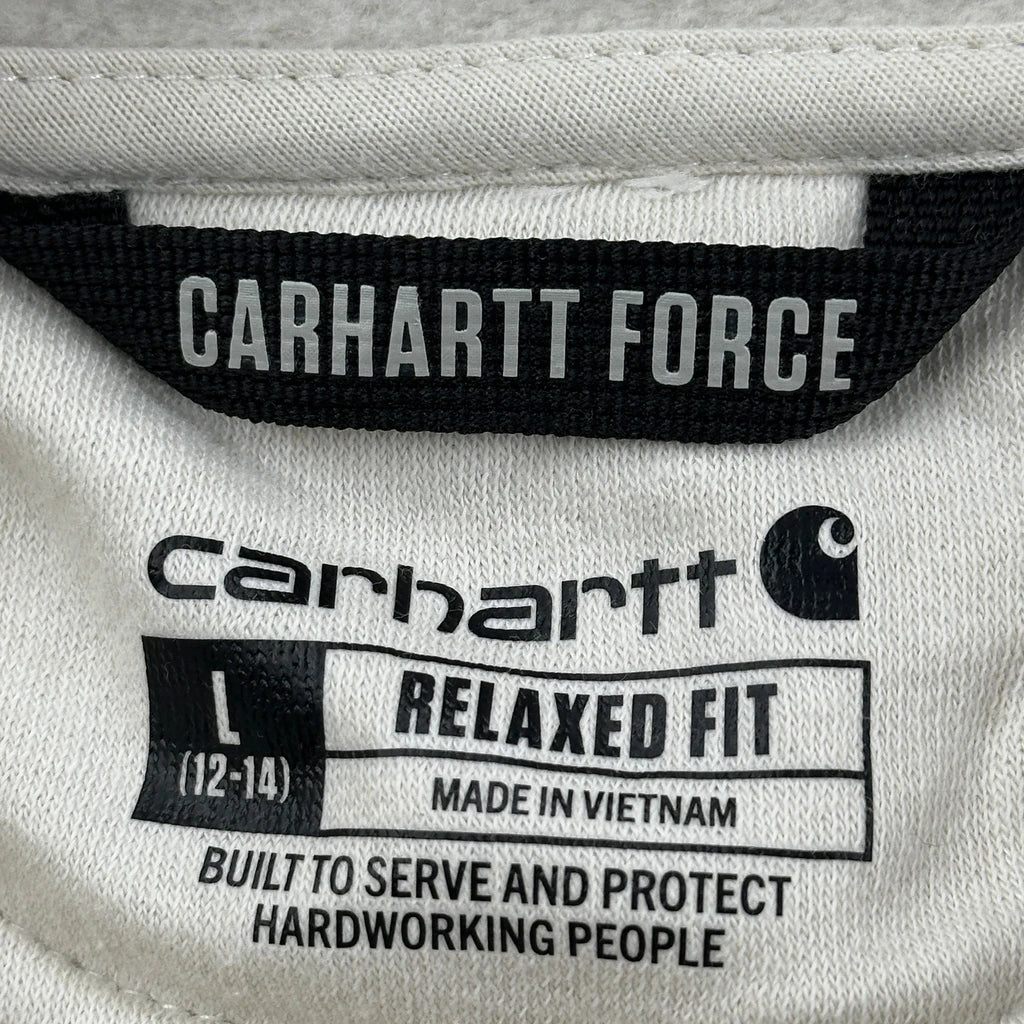 CARHARTT FORCE
carhartt
L
(12-14)
RELAXED FIT
MADE IN VIETNAM
BUILT TO SERVE AND PROTECT
HARDWORKING PEOPLE